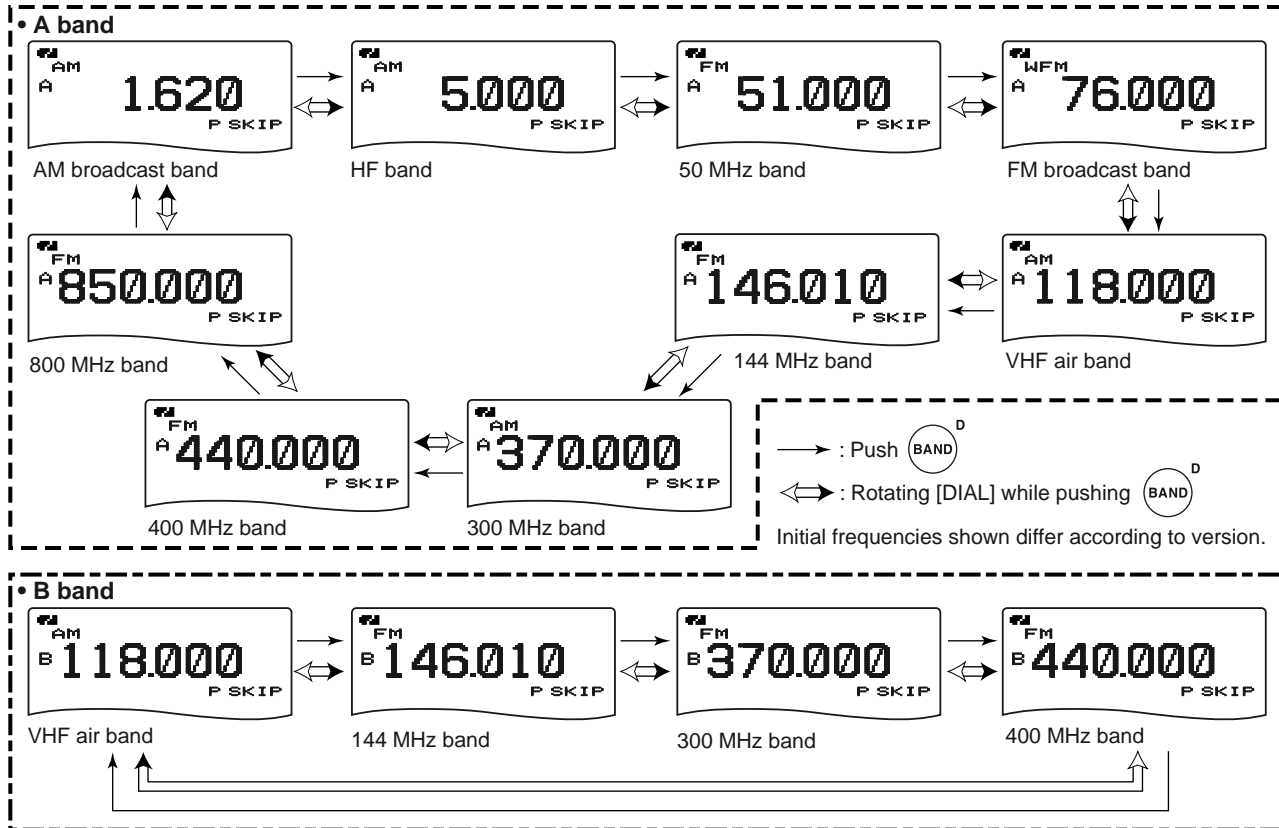 • A band
AM
A 1.620
P SKIP
AM broadcast band
AM
A 5.000
P SKIP
HF band
FM
A 51.000
P SKIP
50 MHz band
WFM
A 76.000
P SKIP
FM broadcast band
FM
A 850.000
P SKIP
800 MHz band
FM
A 146.010
P SKIP
144 MHz band
AM
A 118.000
P SKIP
VHF air band
FM
A 440.000
P SKIP
400 MHz band
AM
A 370.000
P SKIP
300 MHz band
: Push BAND D
: Rotating [DIAL] while pushing BAND D
Initial frequencies shown differ according to version.
• B band
AM
B 118.000
P SKIP
VHF air band
FM
B 146.010
P SKIP
144 MHz band
FM
B 370.000
P SKIP
300 MHz band
FM
B 440.000
P SKIP
400 MHz band